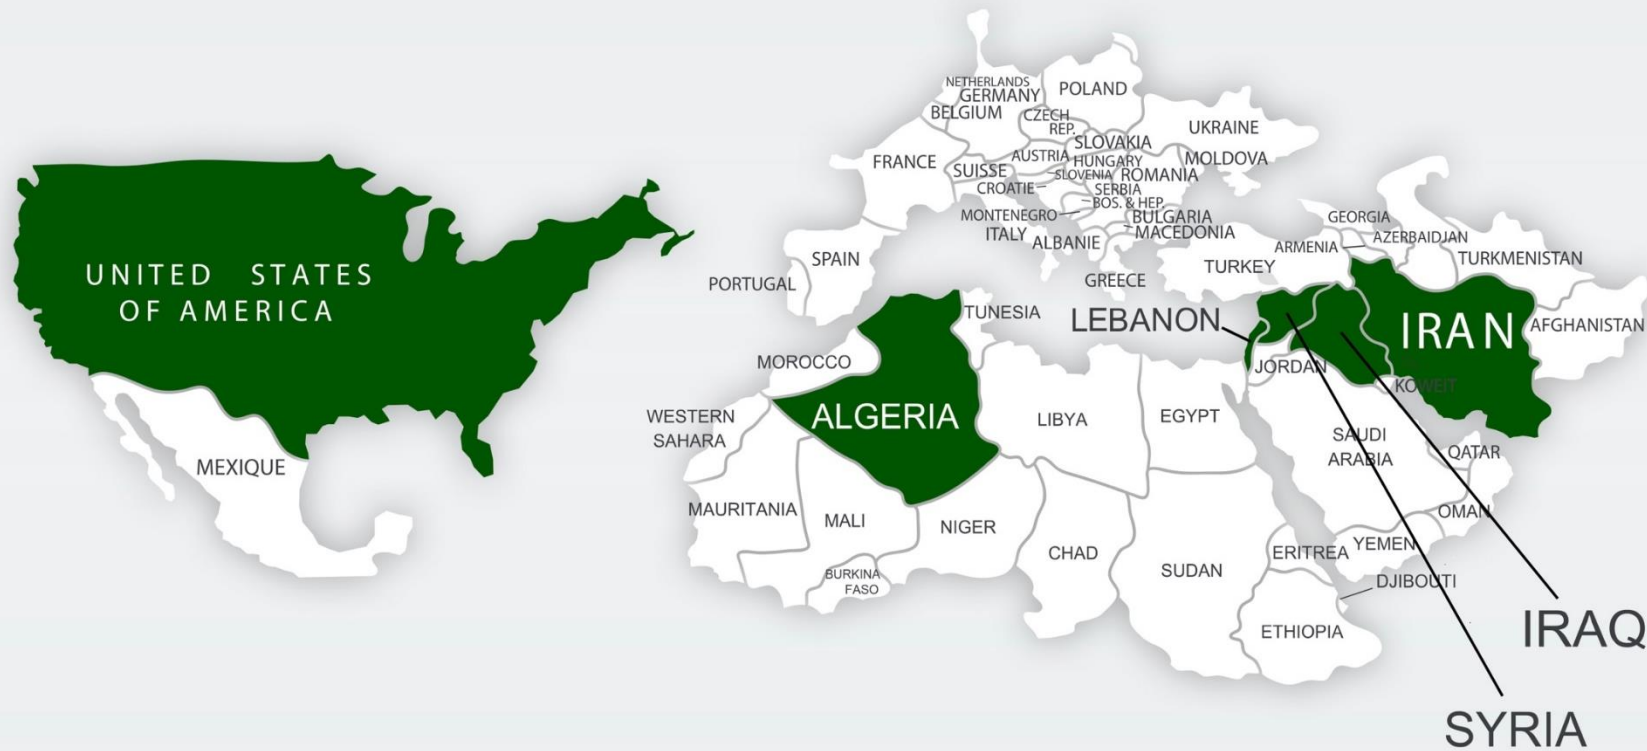 UNITED STATES
OF AMERICA
MEXIQUE
NETHERLANDS
GERMANY
BELGIUM
POLAND
CZECH
REP.
SLOVAKIA
UKRAINE
FRANCE
SUISSE
AUSTRIA
HUNGARY
SLOVENIA
MOLDOVA
ROMANIA
CROATIE
SERBIA
BOS. & HEP.
MONTENEGRO
BULGARIA
MACEDONIA
ITALY
ALBANIE
GREECE
SPAIN
PORTUGAL
TURKEY
GEORGIA
ARMENIA
AZERBAIDJAN
TURKMENISTAN
AFGHANISTAN
IRAN
LEBANON
JORDAN
KOWEIT
TUNESIA
MOROCCO
ALGERIA
WESTERN
SAHARA
LIBYA
EGYPT
SAUDI
ARABIA
QATAR
OMAN
YEMEN
MAURITANIA
MALI
NIGER
CHAD
SUDAN
ERITREA
DJIBOUTI
BURKINA
FASO
ETHIOPIA
IRAQ
SYRIA